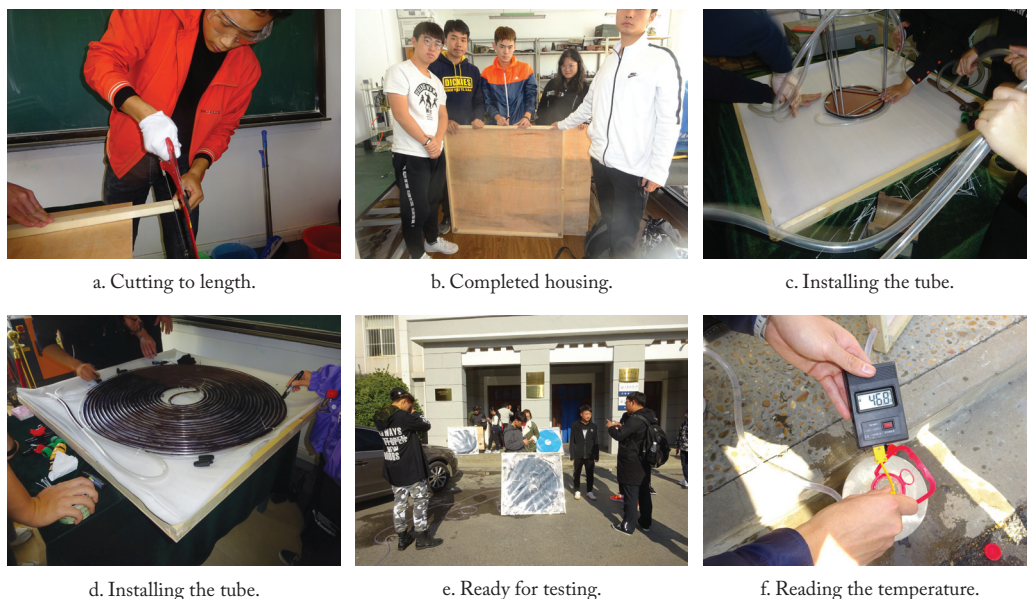 DICKIES
a. Cutting to length.
b. Completed housing.
c. Installing the tube.
46.8
d. Installing the tube.
e. Ready for testing.
f. Reading the temperature.